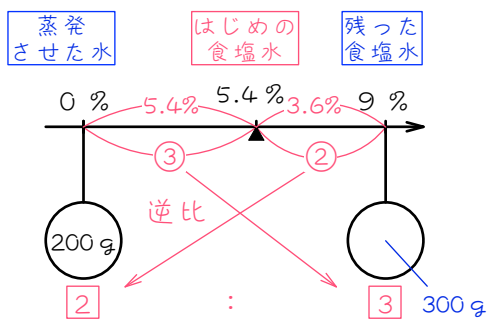 蒸発
させた水
はじめの
食塩水
残った
食塩水
0 %
5.4%
5.4 %
3.6%
9 %
③
②
逆比
200 g
2
:
3
300 g